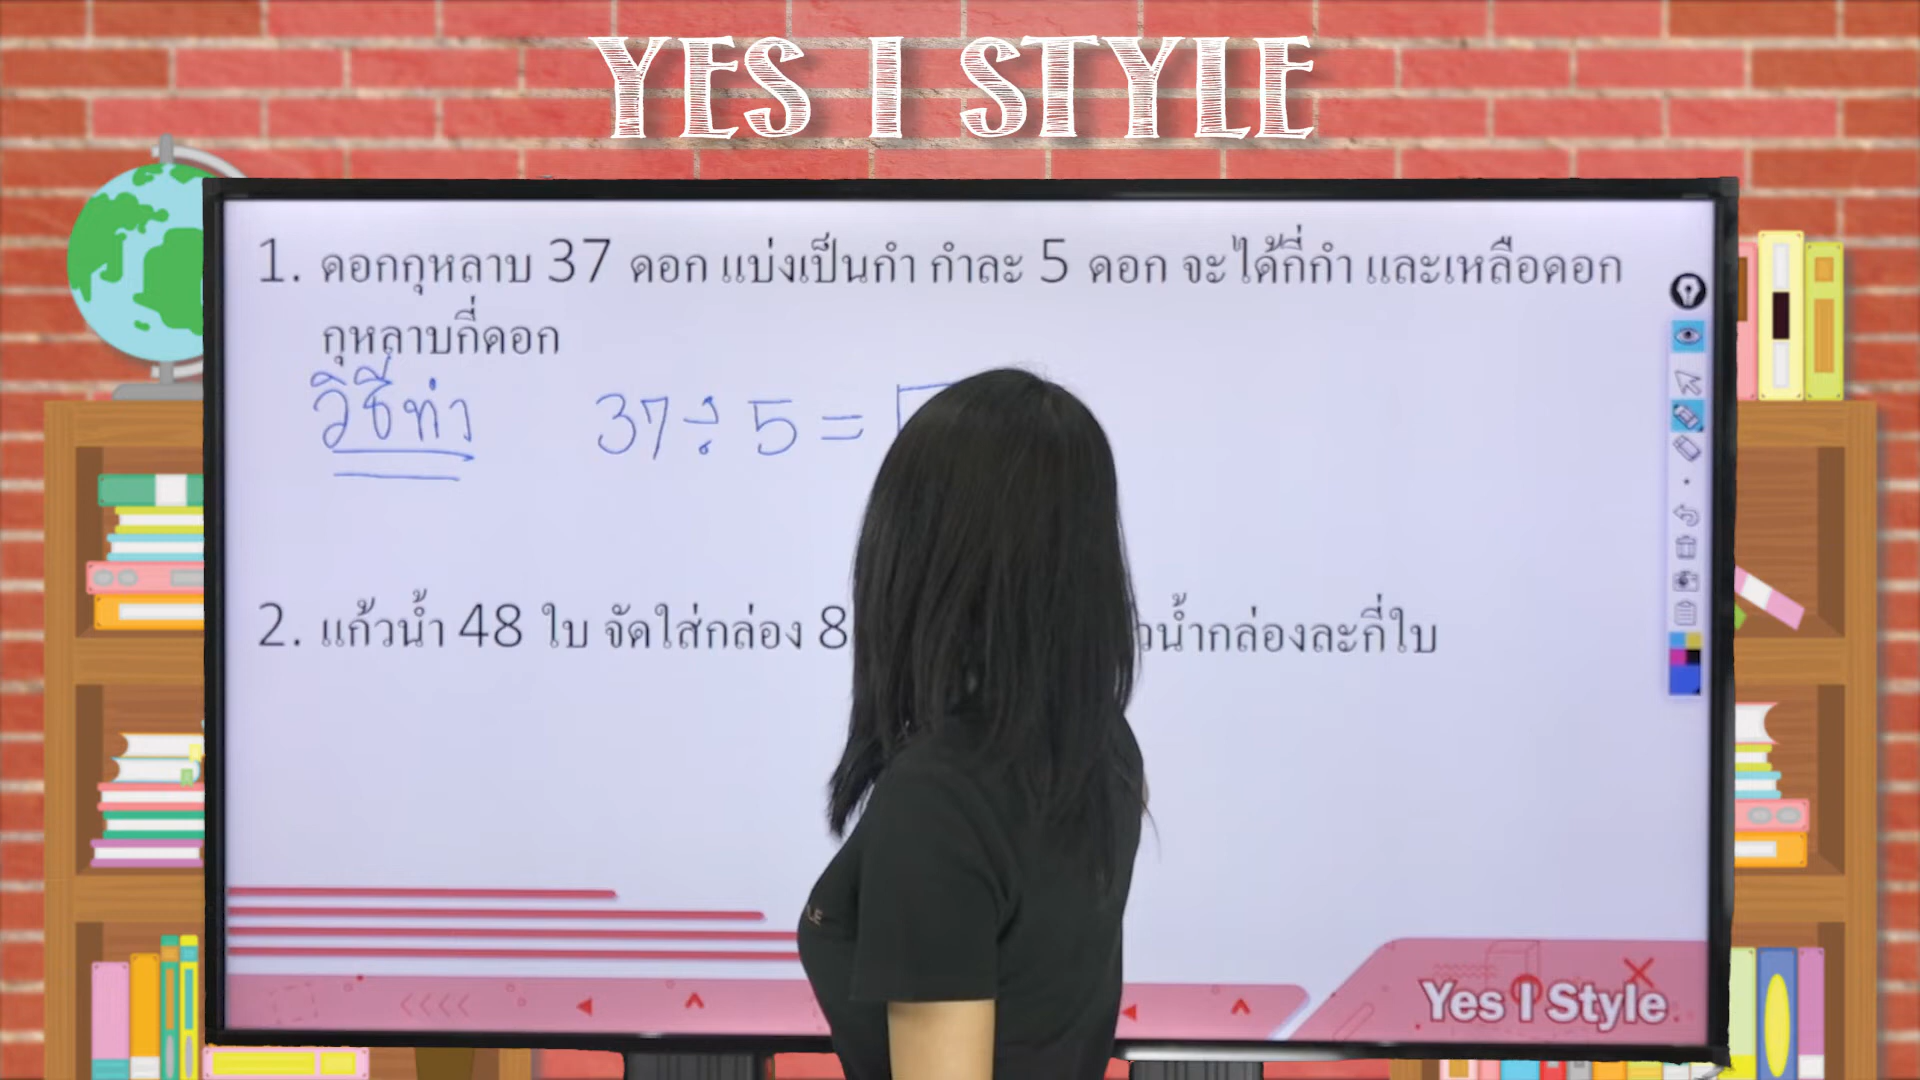 YES I STYLE
1. ดอกกุหลาบ 37 ดอก แบ่งเป็นกำ กำละ 5 ดอก จะได้กี่กำ และเหลือดอก
กุหลาบกี่ดอก
วิธีทำ 37 ÷ 5 =
2. แก้วน้ำ 48 ใบ จัดใส่กล่อง 8 น้ำกล่องละกี่ใบ
Yes I Style